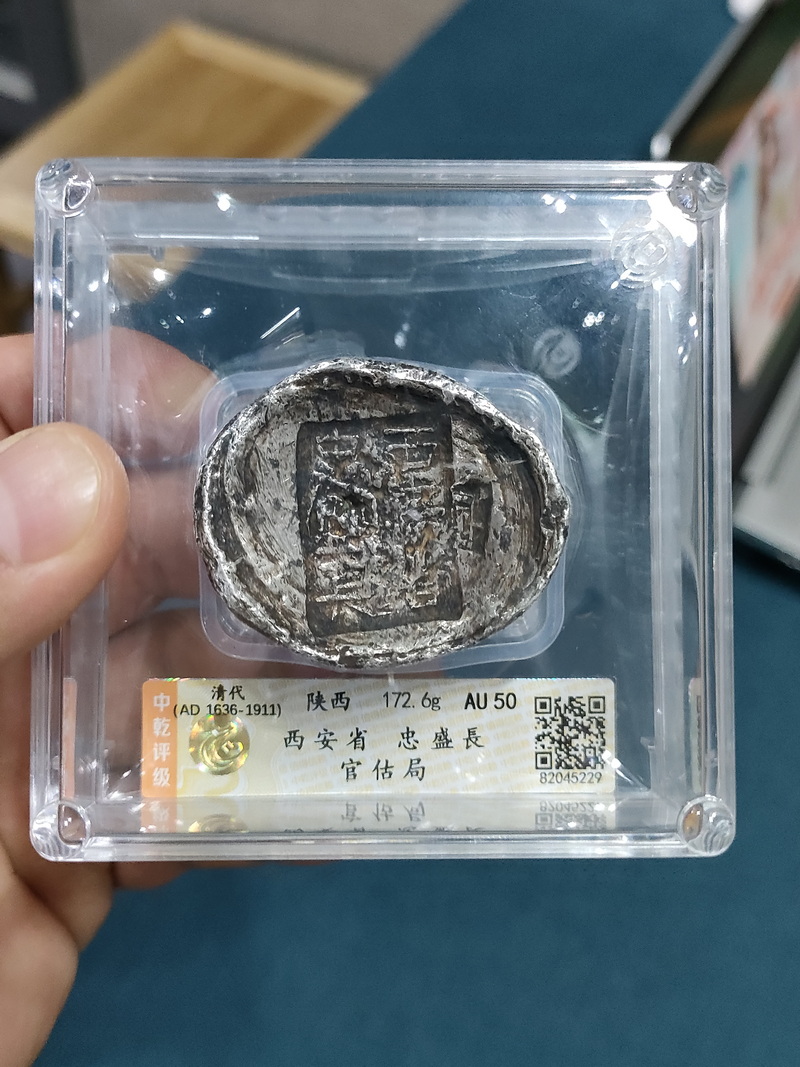 中乾评级
清代
(AD 1636-1911)
陕西 172.6g AU 50
西安省 忠盛長
官估局
82045229